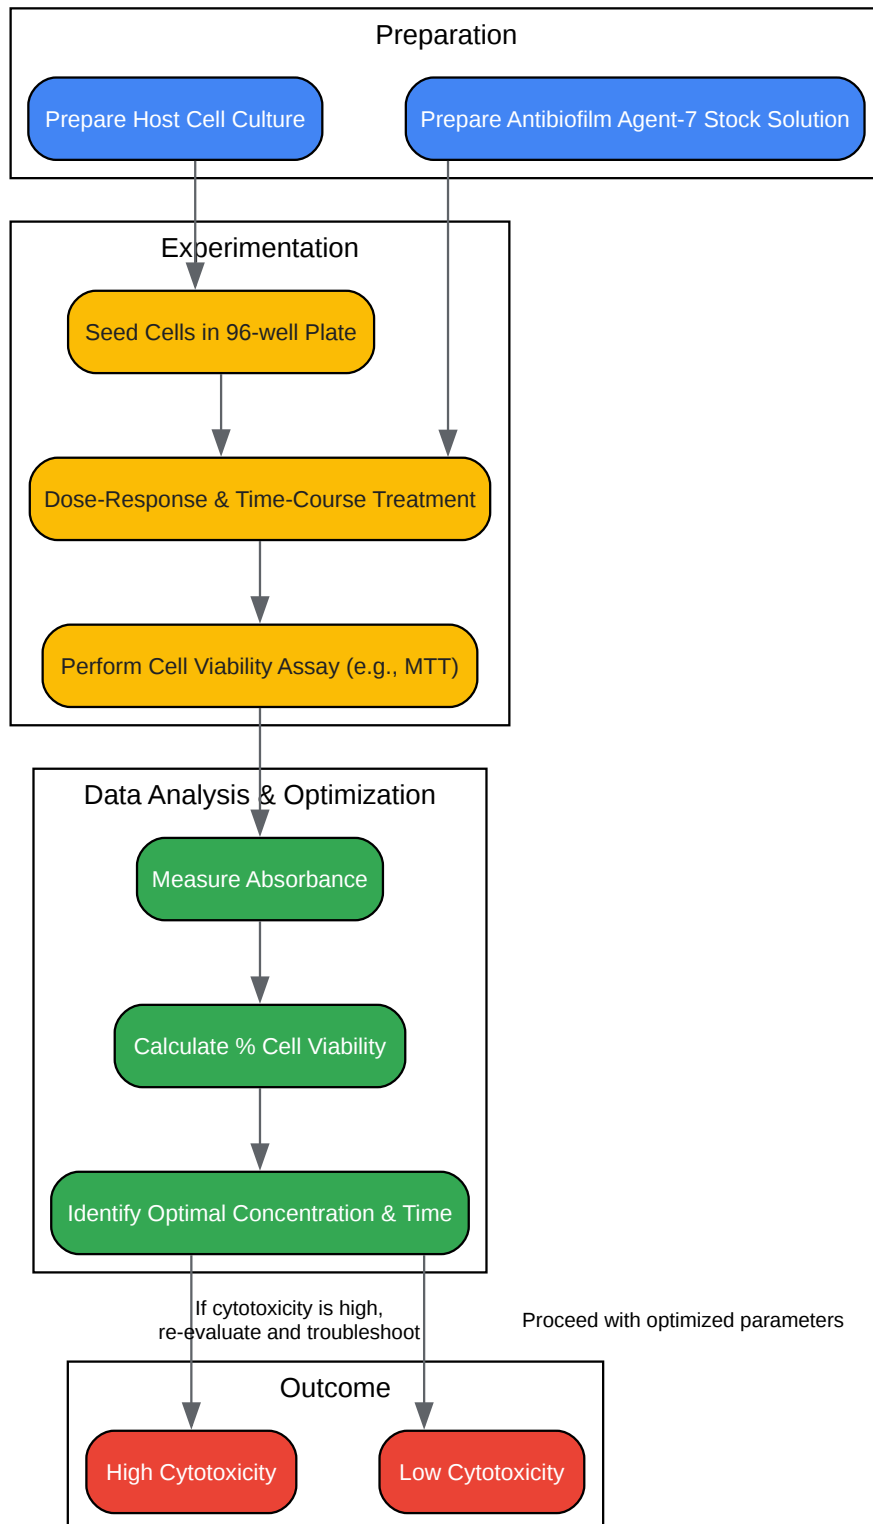 Preparation
Prepare Host Cell Culture
Prepare Antibiofilm Agent-7 Stock Solution
Experimentation
Seed Cells in 96-well Plate
Dose-Response & Time-Course Treatment
Perform Cell Viability Assay (e.g., MTT)
Data Analysis & Optimization
Measure Absorbance
Calculate % Cell Viability
Identify Optimal Concentration & Time
If cytotoxicity is high,
re-evaluate and troubleshoot
Proceed with optimized parameters
Outcome
High Cytotoxicity
Low Cytotoxicity